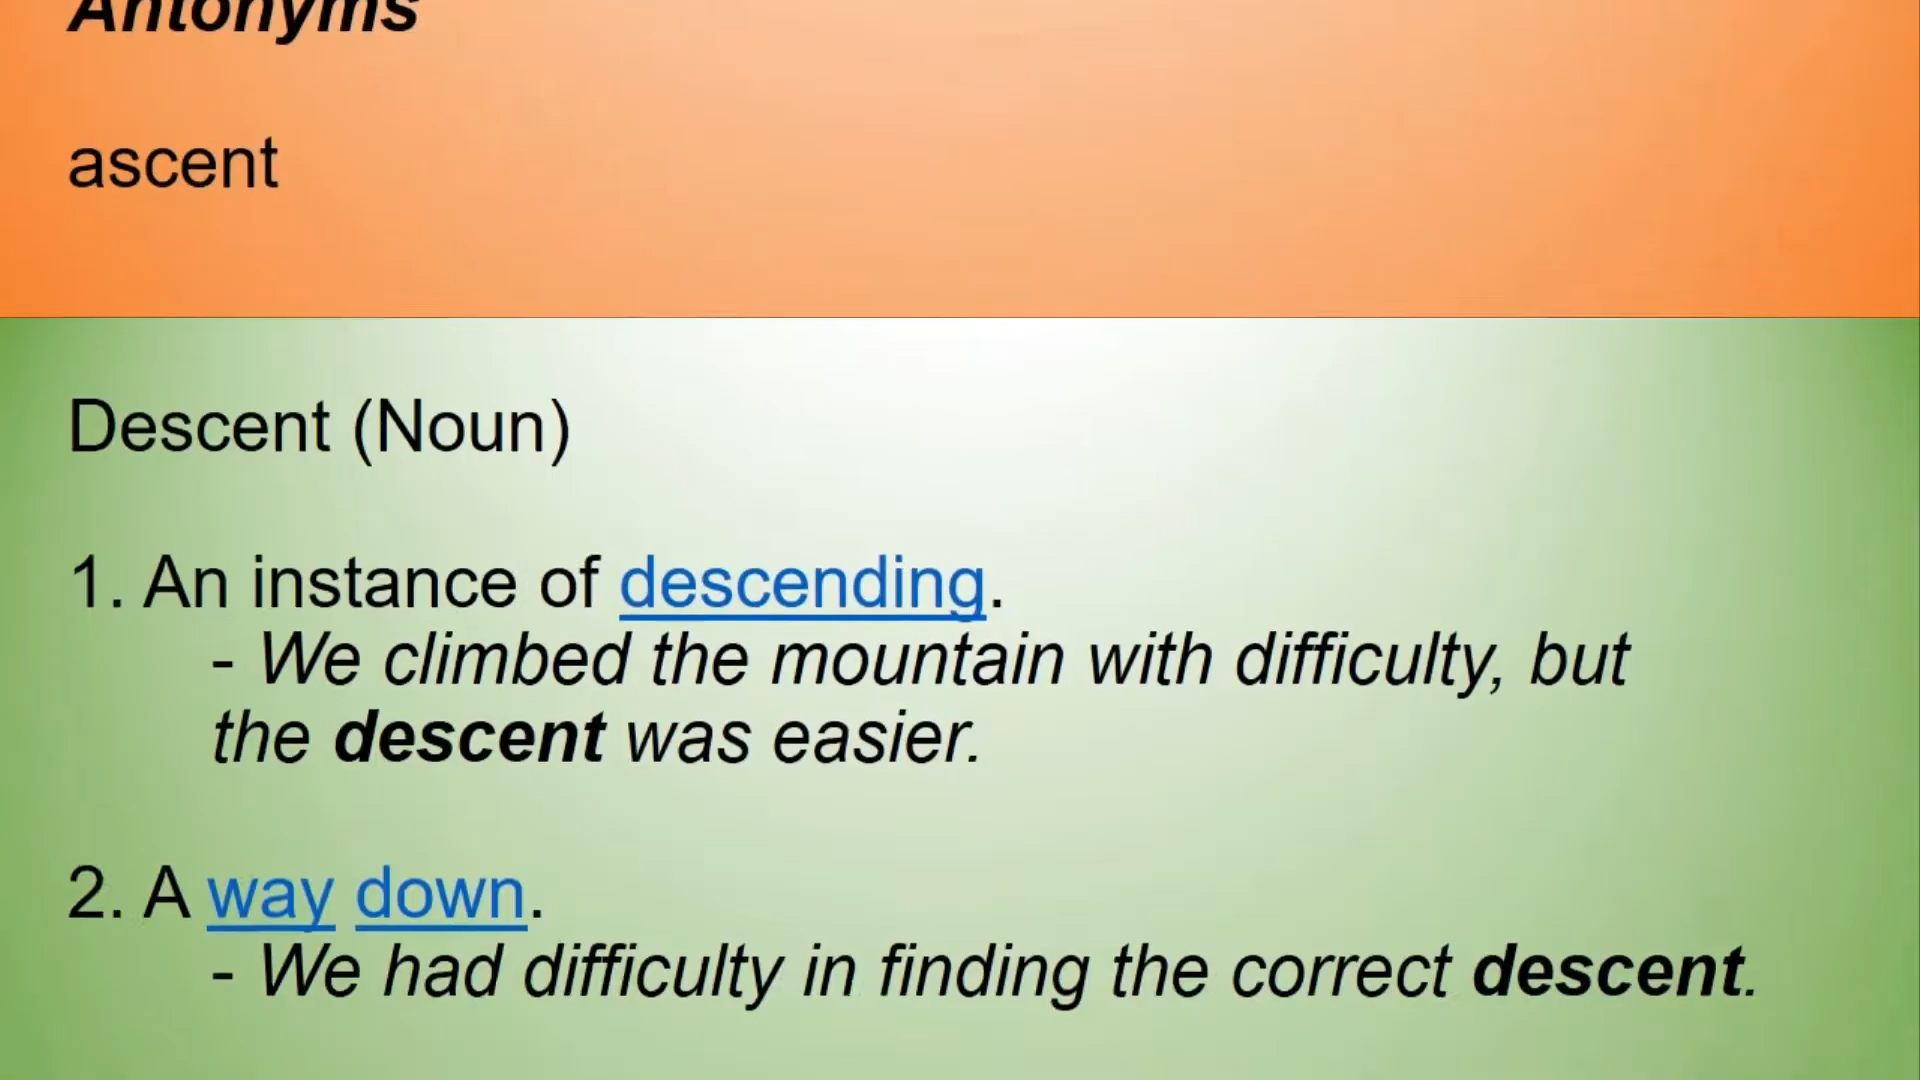 Antonyms
ascent
Descent (Noun)
1. An instance of descending.
- We climbed the mountain with difficulty, but
the descent was easier.
2. A way down.
- We had difficulty in finding the correct descent.